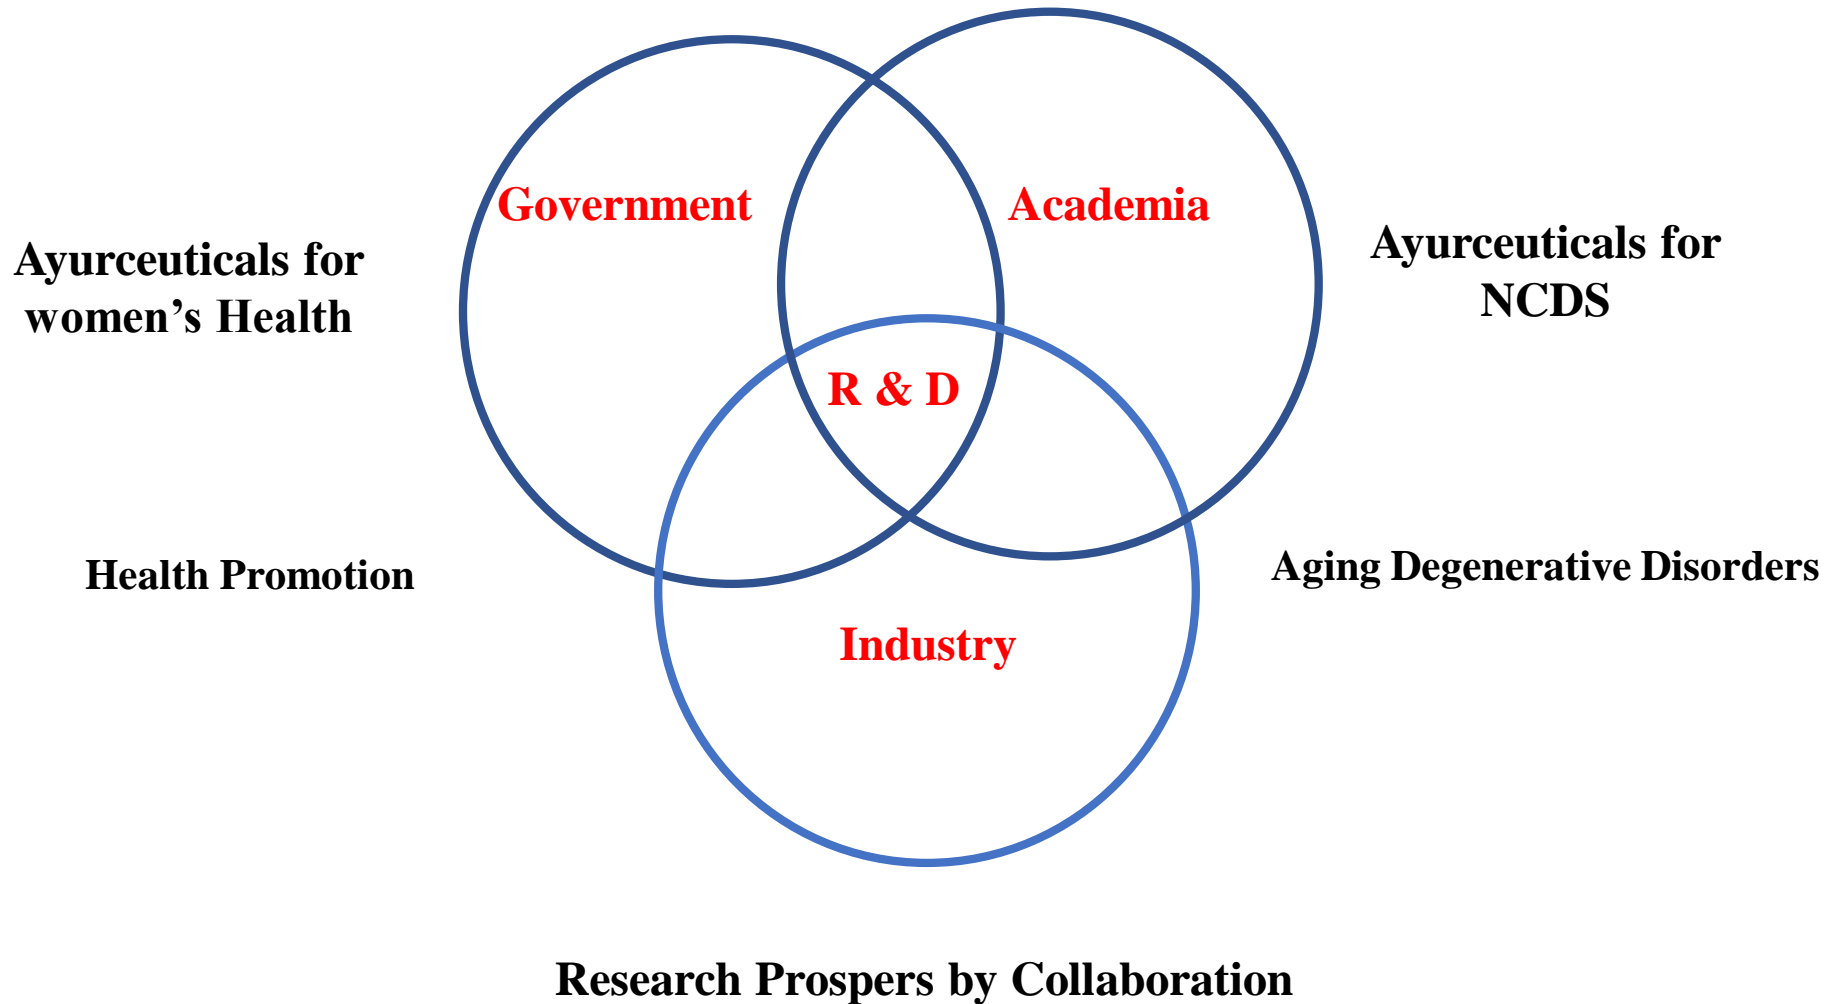 Government
Academia
Ayurceuticals for
women’s Health
Ayurceuticals for
NCDS
R & D
Health Promotion
Aging Degenerative Disorders
Industry
Research Prospers by Collaboration